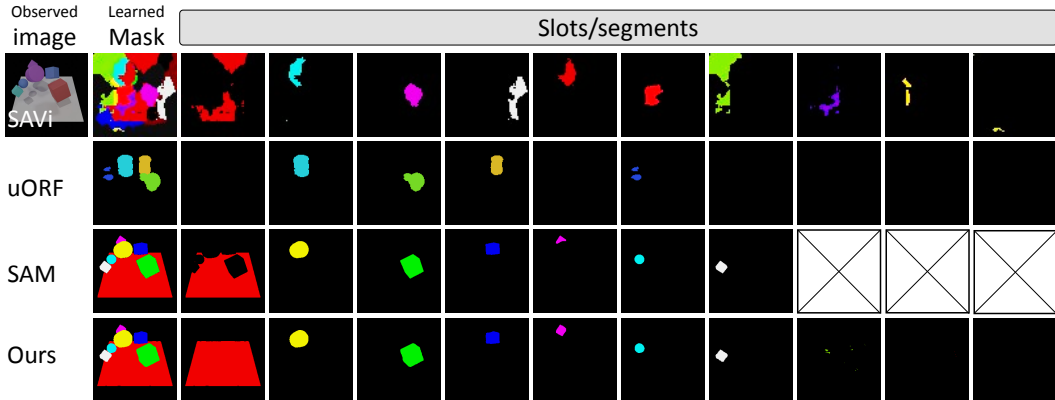 Observed
image
Learned
Mask
Slots/segments
SAVi
uORF
SAM
Ours